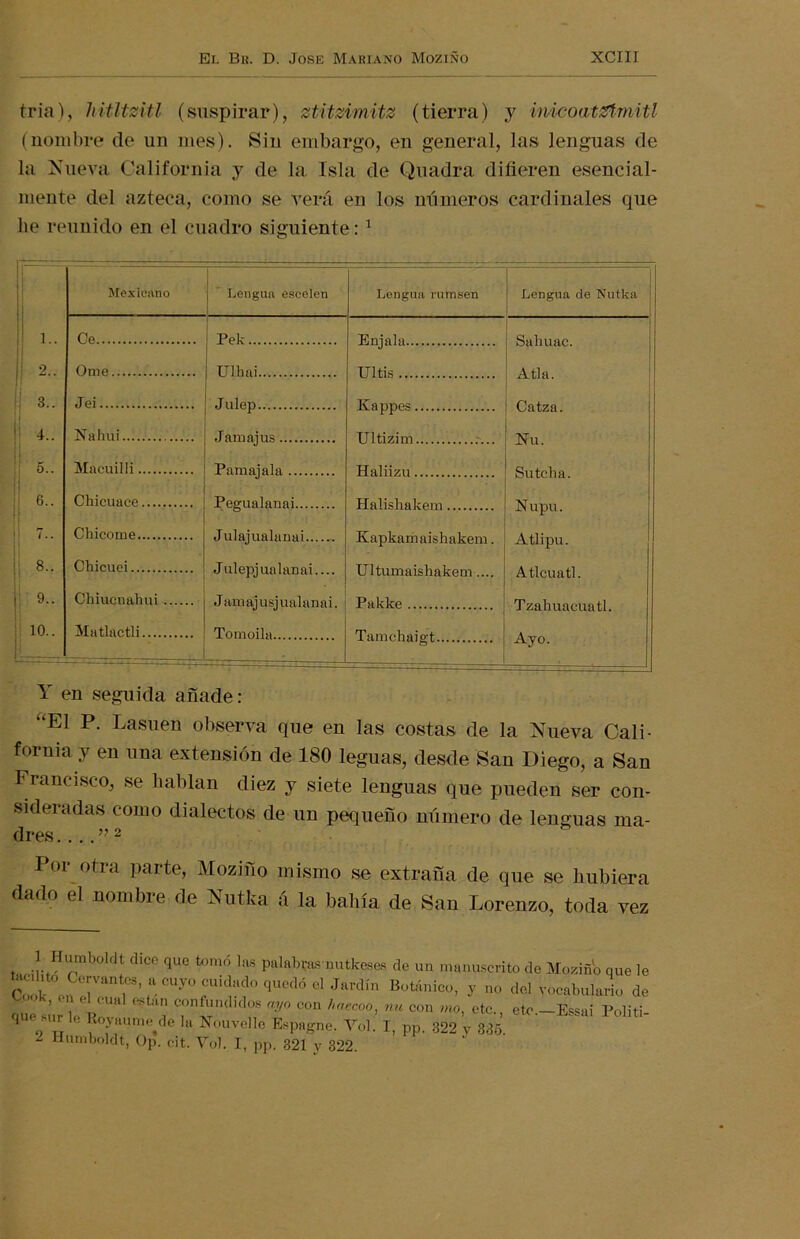 El Br. D. Jose Mariano Moziño XCIII
tria), hitltzitl (suspirar), ztitzimitz (tierra) y inicoatzimitl
(nombre de un mes). Sin embargo, en general, las lenguas de
la Nueva California y de la Isla de Quadra difieren esencial-
mente del azteca, como se verá en los números cardinales que
he reunido en el cuadro siguiente: 1
Mexicano Lengua escelen Lengua rumsen Lengua de Nutka
1.. Ce.......... Pek.......... Enjala.......... Sahuac.
2.. Ome.......... Ulhai.......... Ultis.......... Atla.
3.. Jei.......... Julep.......... Kappes.......... Catza.
4.. Nahui.......... Jamajus.......... Ultizim.......... Nu.
5.. Macuilli.......... Pamajala.......... Haliizu.......... Sutcha.
6.. Chicuace.......... Pegualanai........ Halishakem.......... Nupu.
7.. Chicome.......... Julajualanai...... Kapkamaishakem. Atlipu.
8.. Chicuei.......... Julepjualanai.... Ultumaishakem.... Atlcuatl.
9.. Chiucnahui...... Jamajusjualanai. Pakke.......... Tzahuacuatl.
10.. Matlactli.......... Tomoila.......... Tamchaigt.......... Ayo.
Y en seguida añade:
“El P. Lasuen observa que en las costas de la Nueva Cali-
fornia y en una extensión de 180 leguas, desde San Diego, a San
Francisco, se hablan diez y siete lenguas que pueden ser con-
sideradas como dialectos de un pequeño número de lenguas ma-
dres....” 2
Por otra parte, Moziño mismo se extraña de que se hubiera
dado el nombre de Nutka á la bahía de San Lorenzo, toda vez
1 Humboldt dice que tomó las palabras nutkeses de un manuscrito de Moziño que le
facilitó Cervantes, a cuyo cuidado quedó el Jardín Botánico, y no del vocabulario de
Cook, en el cual están confundidos ayo con haecoo, nu con mo, etc., etc.—Essai Politi-
que sur le Royaume de la Nouvelle Espagne. Vol. I, pp. 322 y 335.
2 Humboldt, Op. cit. Vol. I, pp. 321 y 322.